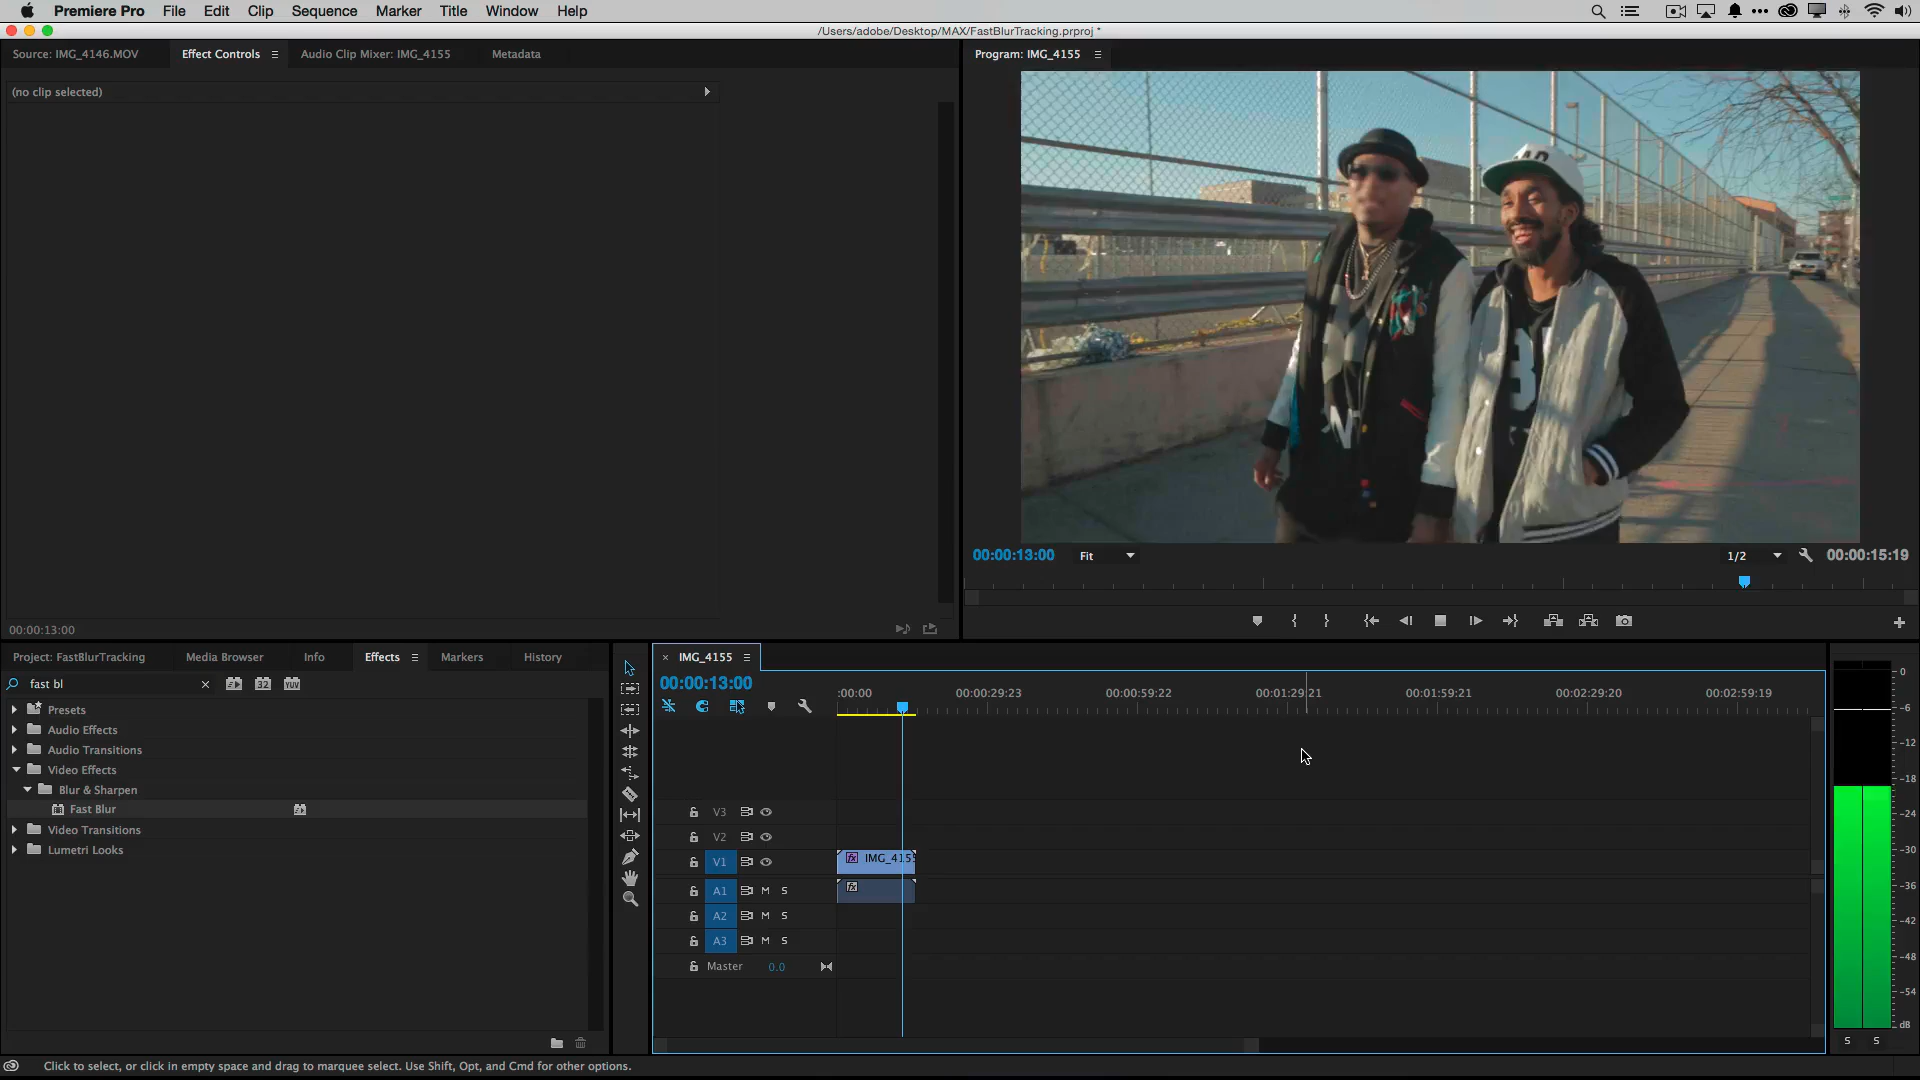 Premiere Pro File Edit Clip Sequence Marker Title Window Help
/Users/adobe/Desktop/MAX/FastBlurTracking.prproj *
Source: IMG_4146.MOV Effect Controls Audio Clip Mixer: IMG_4155 Metadata
(no clip selected)
00:00:13:00
Program: IMG_4155
00:00:13:00 Fit 1/2 00:00:15:19
Project: FastBlurTracking Media Browser Info Effects Markers History
fast bl 32 YUV
Presets
Audio Effects
Audio Transitions
Video Effects
Blur & Sharpen
Fast Blur
Video Transitions
Lumetri Looks
× IMG_4155
00:00:13:00
:00:00 00:00:29:23 00:00:59:22 00:01:29:21 00:01:59:21 00:02:29:20 00:02:59:19
V3
V2
V1 fx IMG_4155
A1 M S fx
A2 M S
A3 M S
Master 0.0
0
-6
-12
-18
-24
-30
-36
-42
-48
-54
dB
S S
Click to select, or click in empty space and drag to marquee select. Use Shift, Opt, and Cmd for other options.